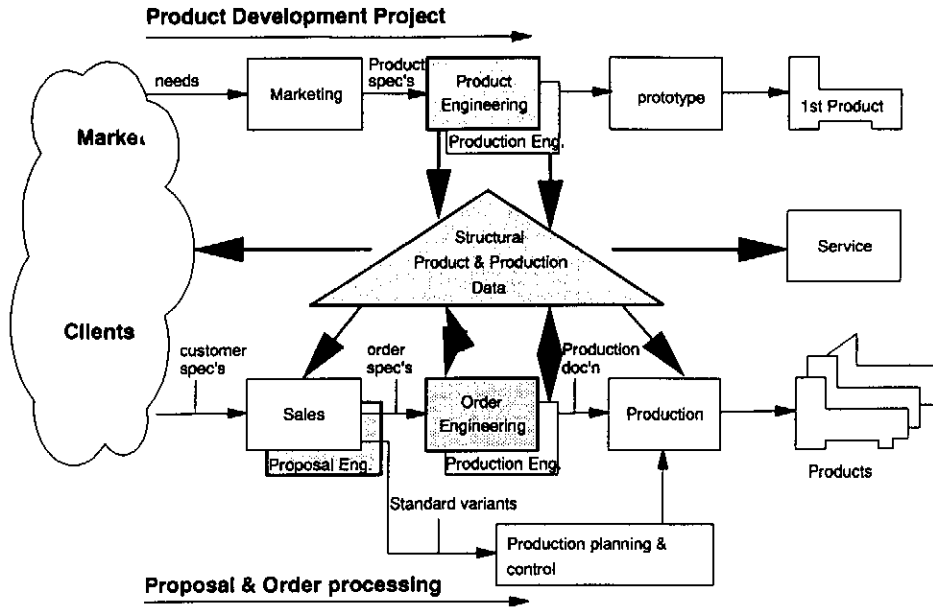 Product Development Project
needs
Product
spec's
Marketing
Product
Engineering
Production Eng.
prototype
1st Product
Market
Structural
Product & Production
Data
Service
Clients
customer
spec's
order
spec's
Production
doc'n
Sales
Proposal Eng.
Order
Engineering
Production Eng.
Production
Products
Standard variants
Production planning &
control
Proposal & Order processing